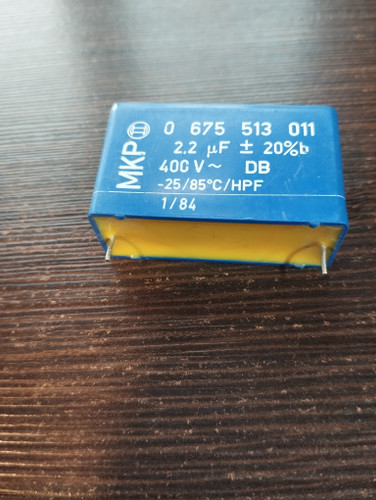 MKP
0 675 513 011
2.2 µF ± 20%b
400 V~ DB
-25/85°C/HPF
1/84